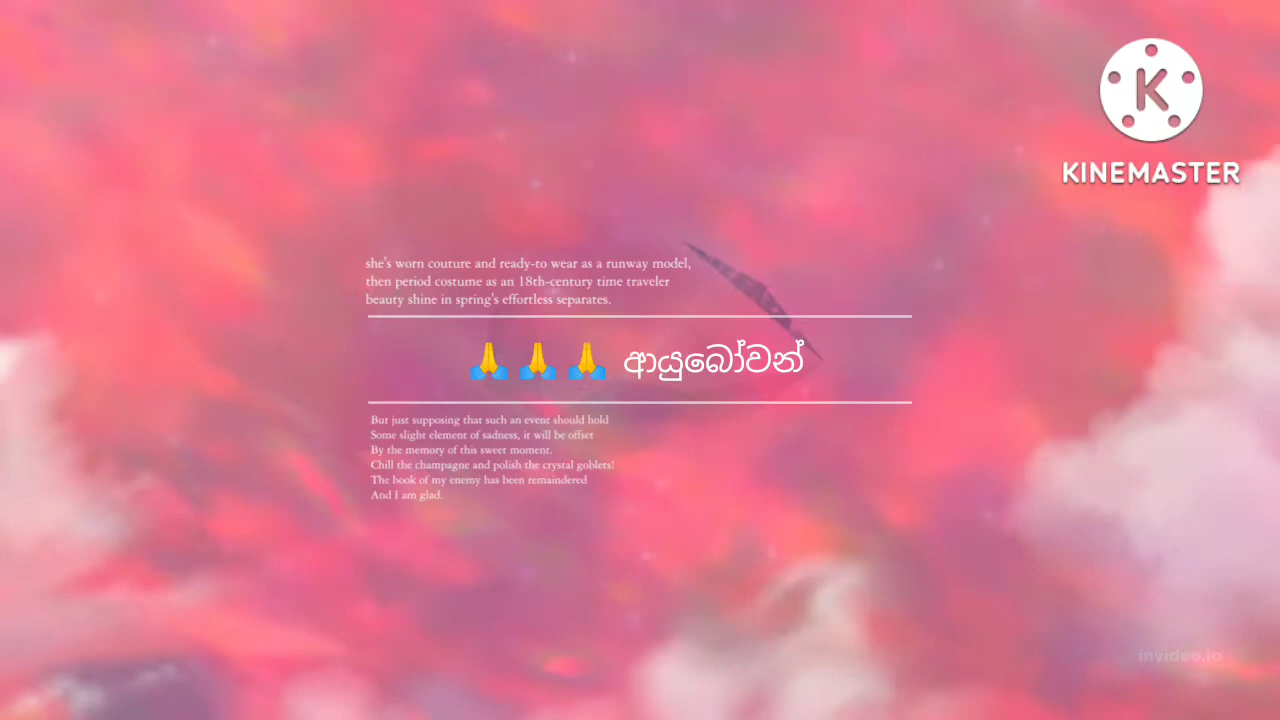 K
KINEMASTER
she's worn couture and ready-to wear as a runway model,
then period costume as an 18th-century time traveler
beauty shine in spring's effortless separates.
🙏 🙏 🙏 ආයුබෝවන්
But just supposing that such an event should hold
Some slight element of sadness, it will be offset
By the memory of this sweet moment.
Chill the champagne and polish the crystal goblets!
The book of my enemy has been remaindered
And I am glad.
invideo.io